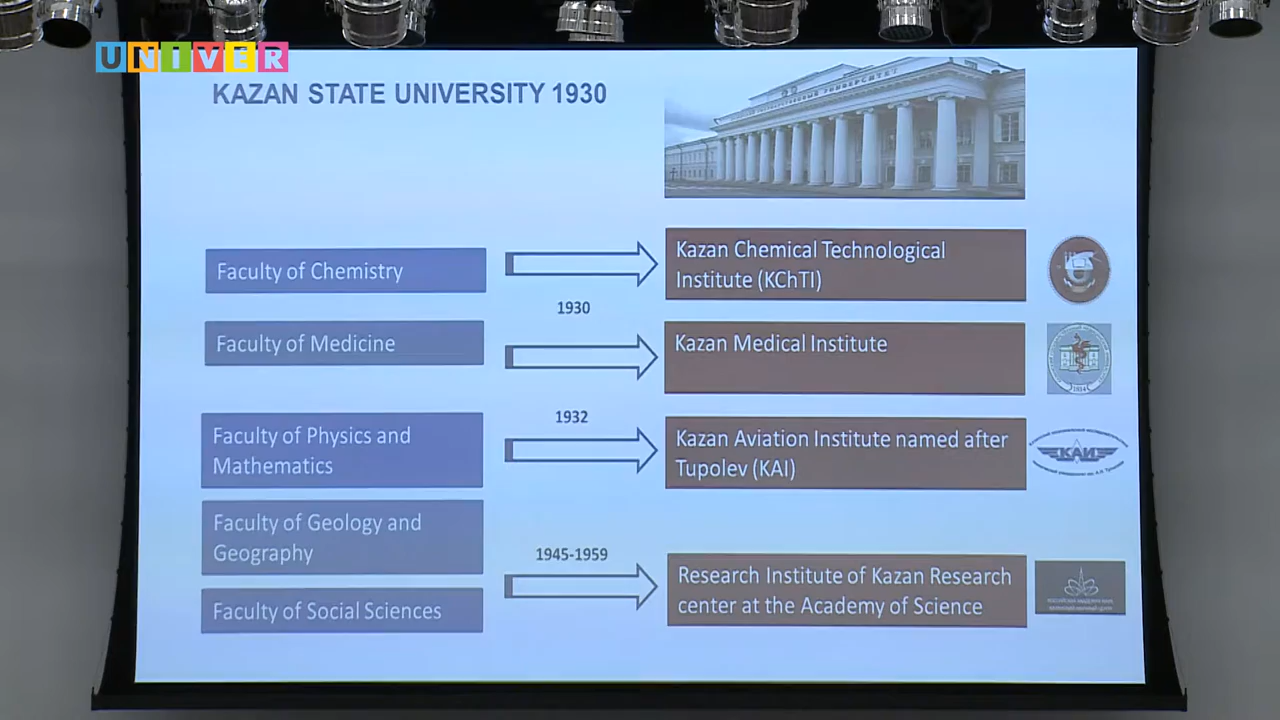 UNIVER
KAZAN STATE UNIVERSITY 1930
УНИВЕРСИТЕТ
Faculty of Chemistry
Kazan Chemical Technological
Institute (KChTI)
1930
Faculty of Medicine
Kazan Medical Institute
1932
Faculty of Physics and
Mathematics
Kazan Aviation Institute named after
Tupolev (KAI)
КАИ
Faculty of Geology and
Geography
1945-1959
Research Institute of Kazan Research
center at the Academy of Science
Faculty of Social Sciences